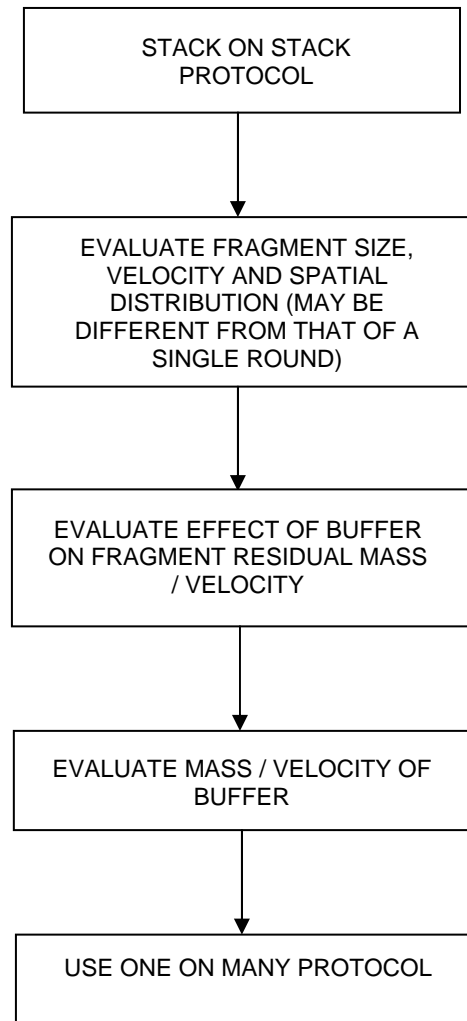 STACK ON STACK
PROTOCOL
EVALUATE FRAGMENT SIZE,
VELOCITY AND SPATIAL
DISTRIBUTION (MAY BE
DIFFERENT FROM THAT OF A
SINGLE ROUND)
EVALUATE EFFECT OF BUFFER
ON FRAGMENT RESIDUAL MASS
/ VELOCITY
EVALUATE MASS / VELOCITY OF
BUFFER
USE ONE ON MANY PROTOCOL